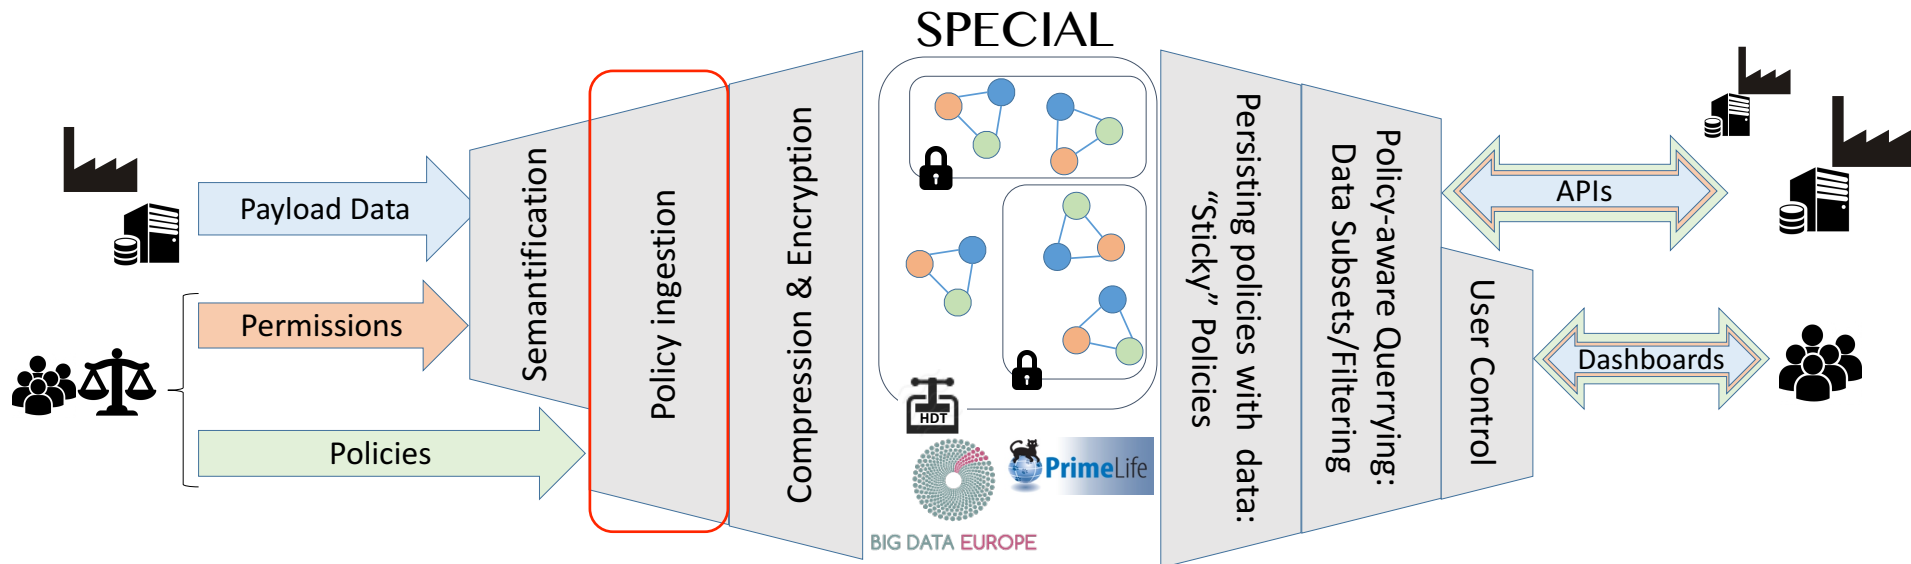 SPECIAL
Payload Data
Permissions
Policies
Semantification
Policy ingestion
Compression & Encryption
HDT
BIG DATA EUROPE
PrimeLife
Persisting policies with data:
“Sticky” Policies
Policy-aware Querrying:
Data Subsets/Filtering
User Control
APIs
Dashboards